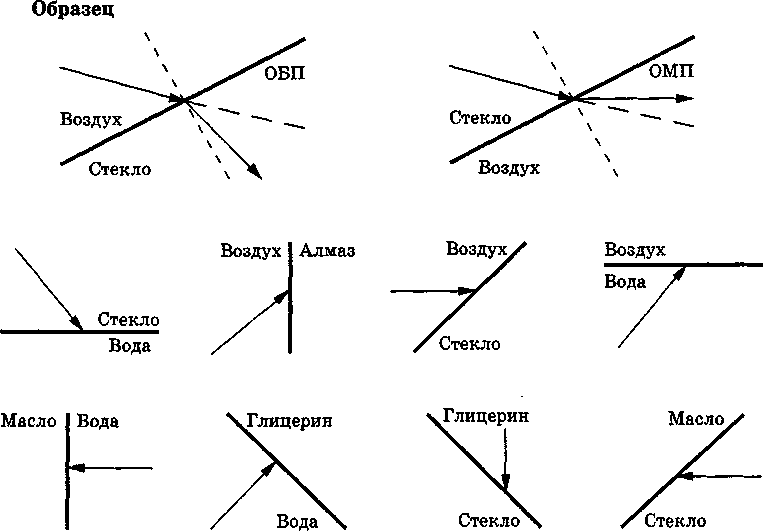 Образец
ОБП
Воздух
Стекло
ОМП
Стекло
Воздух
Стекло
Вода
Воздух Алмаз
Воздух
Стекло
Воздух
Вода
Масло Вода
Глицерин
Вода
Глицерин
Стекло
Масло
Стекло